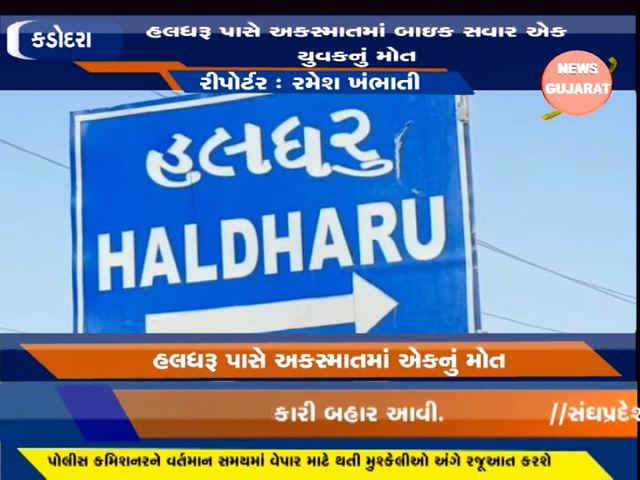 કડોદરા
હલધરૂ પાસે અકસ્માતમાં બાઇક સવાર એક
યુવકનું મોત
રીપોર્ટર : રમેશ ખંભાતી
NEWS
GUJARAT
હલધરુ
HALDHARU
હલધરૂ પાસે અકસ્માતમાં એકનું મોત
કારી બહાર આવી. //સંઘપ્રદેશ
પોલીસ કમિશનરને વર્તમાન સમયમાં વેપાર માટે થતી મુશ્કેલીઓ અંગે રજૂઆત કરશે